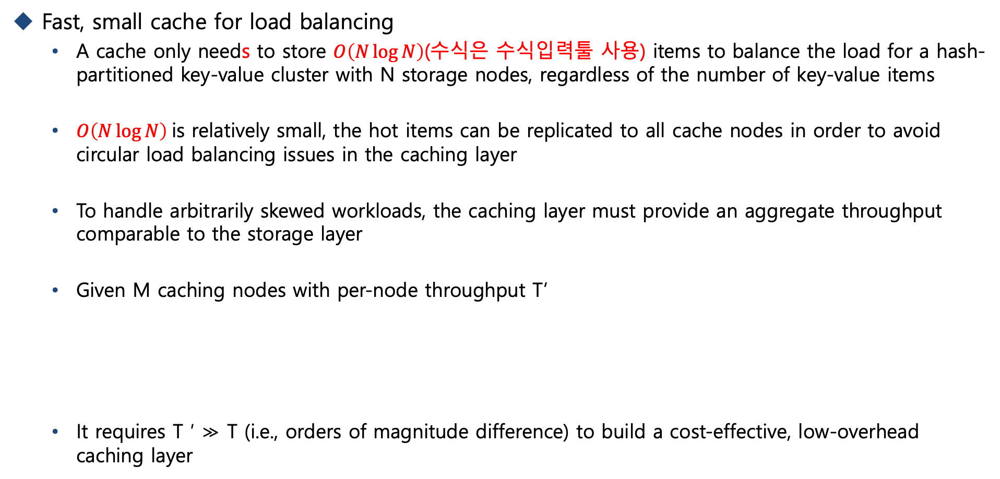 Fast, small cache for load balancing
• A cache only needs to store O(N log N)(수식은 수식입력툴 사용) items to balance the load for a hash-
partitioned key-value cluster with N storage nodes, regardless of the number of key-value items
• O(N log N) is relatively small, the hot items can be replicated to all cache nodes in order to avoid
circular load balancing issues in the caching layer
• To handle arbitrarily skewed workloads, the caching layer must provide an aggregate throughput
comparable to the storage layer
• Given M caching nodes with per-node throughput T’
• It requires T ’ ≫ T (i.e., orders of magnitude difference) to build a cost-effective, low-overhead
caching layer